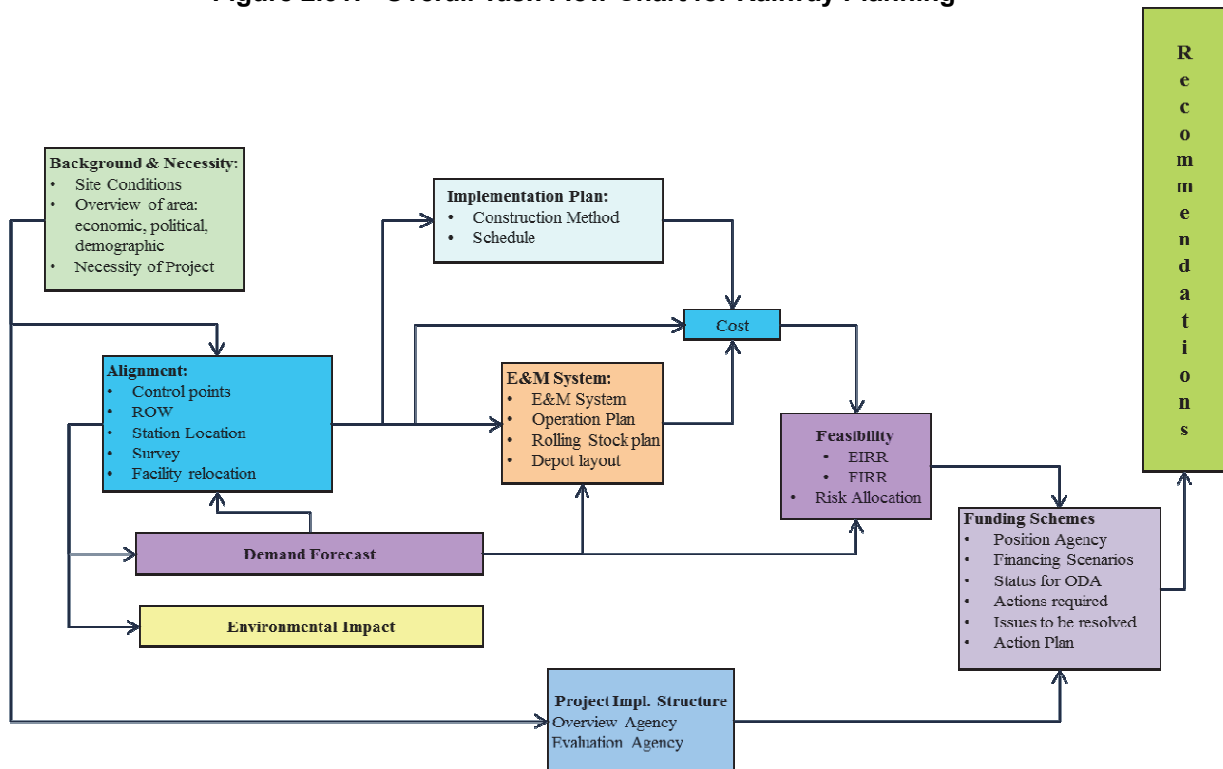 Background & Necessity:
• Site Conditions
• Overview of area:
economic, political,
demographic
• Necessity of Project
Implementation Plan:
• Construction Method
• Schedule
Cost
Alignment:
• Control points
• ROW
• Station Location
• Survey
• Facility relocation
E&M System:
• E&M System
• Operation Plan
• Rolling Stock plan
• Depot layout
Feasibility
• EIRR
• FIRR
• Risk Allocation
Demand Forecast
Environmental Impact
Funding Schemes
• Position Agency
• Financing Scenarios
• Status for ODA
• Actions required
• Issues to be resolved
• Action Plan
Project Impl. Structure
Overview Agency
Evaluation Agency
R
e
c
o
m
m
e
n
d
a
t
i
o
n
s